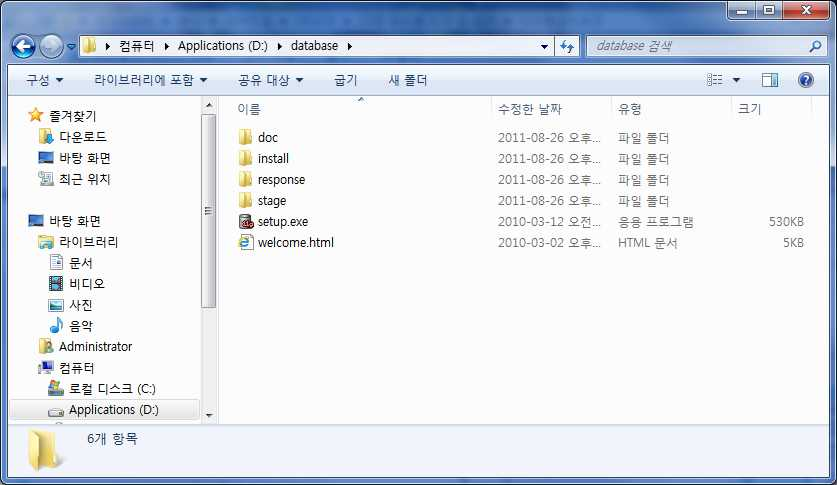 컴퓨터 Applications (D:) database database 검색
구성 라이브러리에 포함 공유 대상 굽기 새 폴더
즐겨찾기
다운로드
바탕 화면
최근 위치
바탕 화면
라이브러리
문서
비디오
사진
음악
Administrator
컴퓨터
로컬 디스크 (C:)
Applications (D:)
이름 수정한 날짜 유형 크기
doc 2011-08-26 오후... 파일 폴더
install 2011-08-26 오후... 파일 폴더
response 2011-08-26 오후... 파일 폴더
stage 2011-08-26 오후... 파일 폴더
setup.exe 2010-03-12 오전... 응용 프로그램 530KB
welcome.html 2010-03-02 오후... HTML 문서 5KB
6개 항목